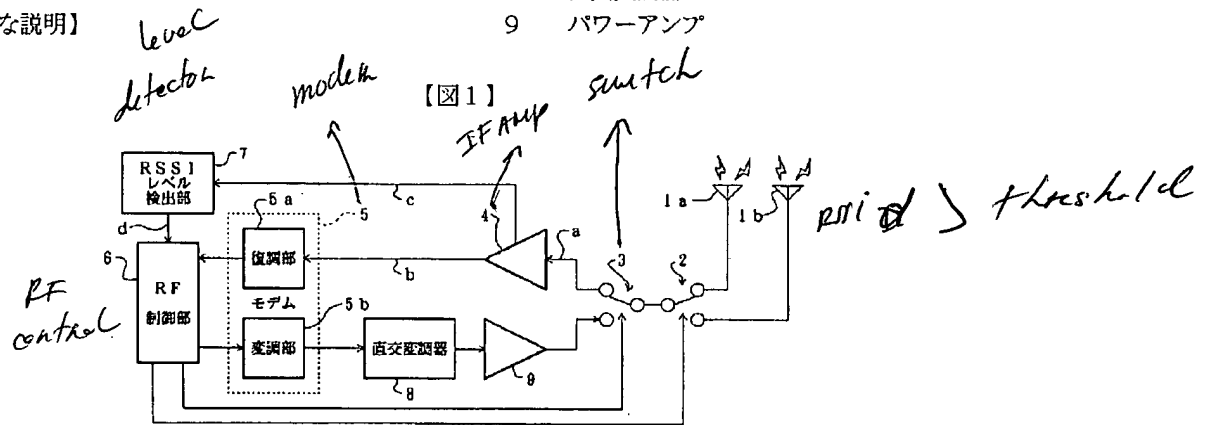 な説明】
9 パワーアンプ
level
detector
modem
【図1】
switch
IF Amp
RSSI
レベル
検出部
7
c
5a
5
4
a
1a
1b
threshold
d
復調部
b
3
2
6
RF
制御部
モデム
5b
RF
control
変調部
直交変調器
8
9